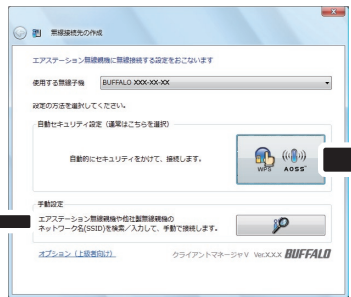 無線接続先の作成
エアステーション無線親機に無線接続する設定をおこないます
使用する無線子機
BUFFALO XXX-XX-XX
設定の方法を選択してください。
自動セキュリティ設定（通常はこちらを選択）
自動的にセキュリティをかけて、接続します。
WPS AOSS
手動設定
エアステーション無線親機や他社製無線親機の
ネットワーク名(SSID)を検索／入力して、手動で接続します。
オプション（上級者向け）
クライアントマネージャV Ver.X.X.X BUFFALO